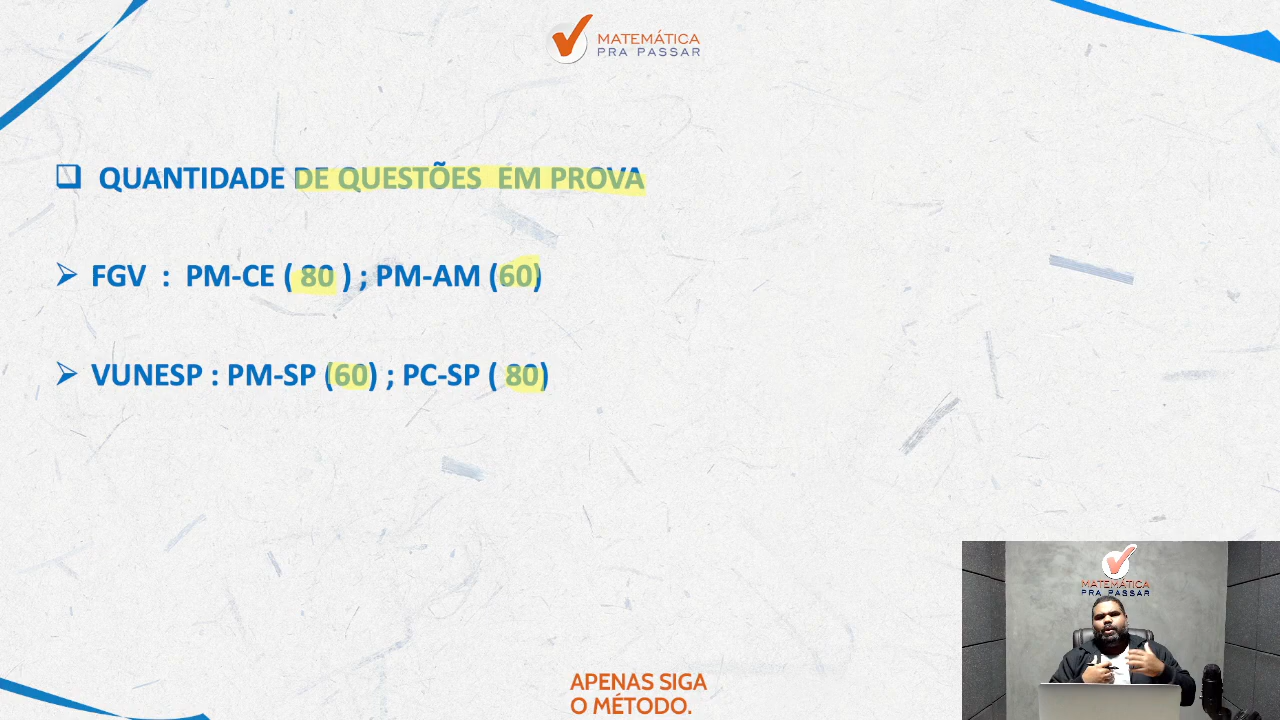 MATEMÁTICA
PRA PASSAR
QUANTIDADE DE QUESTÕES EM PROVA
FGV : PM-CE ( 80 ) ; PM-AM (60)
VUNESP : PM-SP (60) ; PC-SP ( 80)
MATEMÁTICA
PRA PASSAR
APENAS SIGA
O MÉTODO.